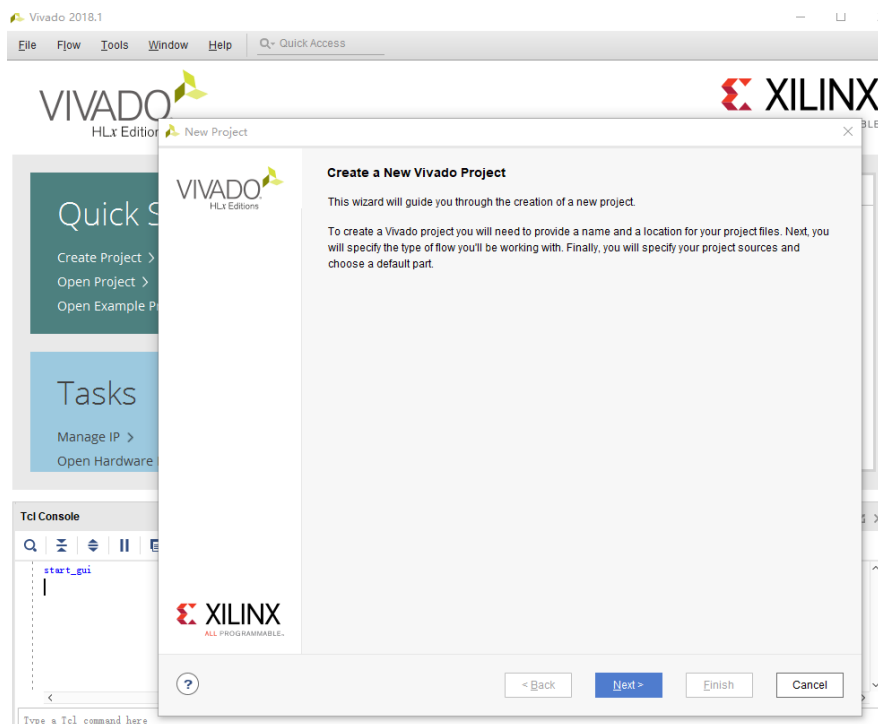 Vivado 2018.1
File Flow Tools Window Help Quick Access
VIVADO
HLx Edition
XILINX
New Project
VIVADO.
HLx Editions
Create a New Vivado Project
This wizard will guide you through the creation of a new project.
To create a Vivado project you will need to provide a name and a location for your project files. Next, you
will specify the type of flow you'll be working with. Finally, you will specify your project sources and
choose a default part.
Quick S
Create Project >
Open Project >
Open Example P
Tasks
Manage IP >
Open Hardware
Tcl Console
start_gui
XILINX
ALL PROGRAMMABLE.
?
< Back Next > Finish Cancel
Type a Tcl command here